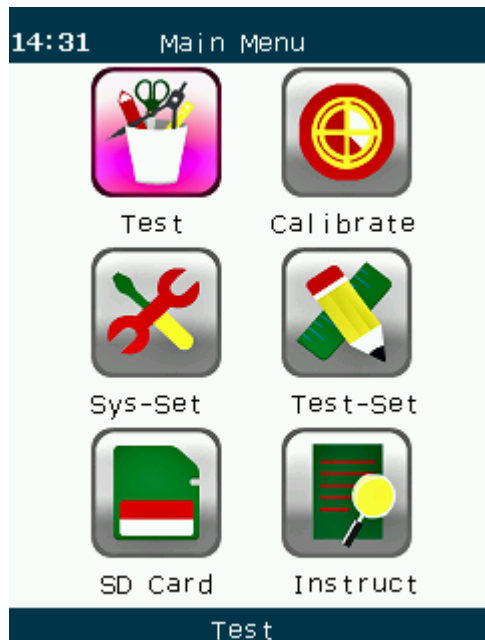 14:31 Main Menu
Test Calibrate
Sys-Set Test-Set
SD Card Instruct
Test